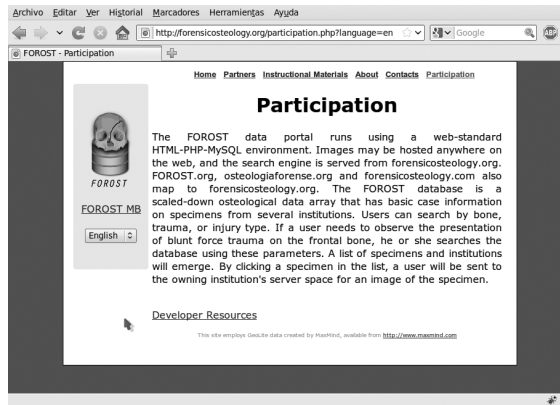 Archivo Editar Ver Historial Marcadores Herramientas Ayuda
http://forensicosteology.org/participation.php?language=en
Google
ABP
FOROST - Participation
Home Partners Instructional Materials About Contacts Participation
Participation
FOROST
FOROST MB
English
The FOROST data portal runs using a web-standard
HTML-PHP-MySQL environment. Images may be hosted anywhere on
the web, and the search engine is served from forensicosteology.org.
FOROST.org, osteologiaforense.org and forensicosteology.com also
map to forensicosteology.org. The FOROST database is a
scaled-down osteological data array that has basic case information
on specimens from several institutions. Users can search by bone,
trauma, or injury type. If a user needs to observe the presentation
of blunt force trauma on the frontal bone, he or she searches the
database using these parameters. A list of specimens and institutions
will emerge. By clicking a specimen in the list, a user will be sent to
the owning institution's server space for an image of the specimen.
Developer Resources
This site employs GeoLite data created by MaxMind, available from http://www.maxmind.com